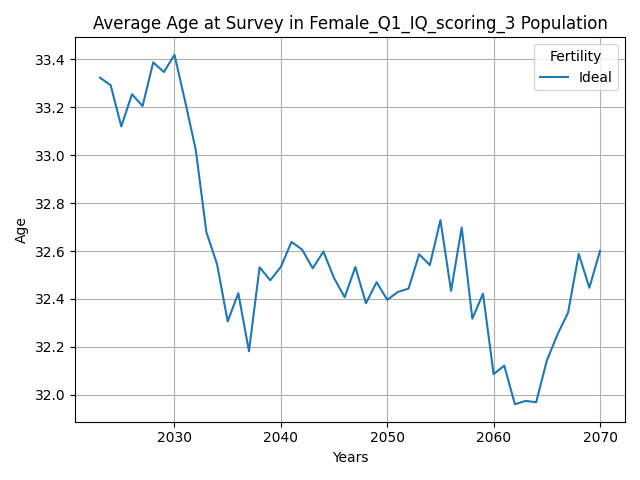 Average Age at Survey in Female_Q1_IQ_scoring_3 Population
Fertility
Ideal
33.4
33.2
33.0
32.8
32.6
32.4
32.2
32.0
Age
2030 2040 2050 2060 2070
Years